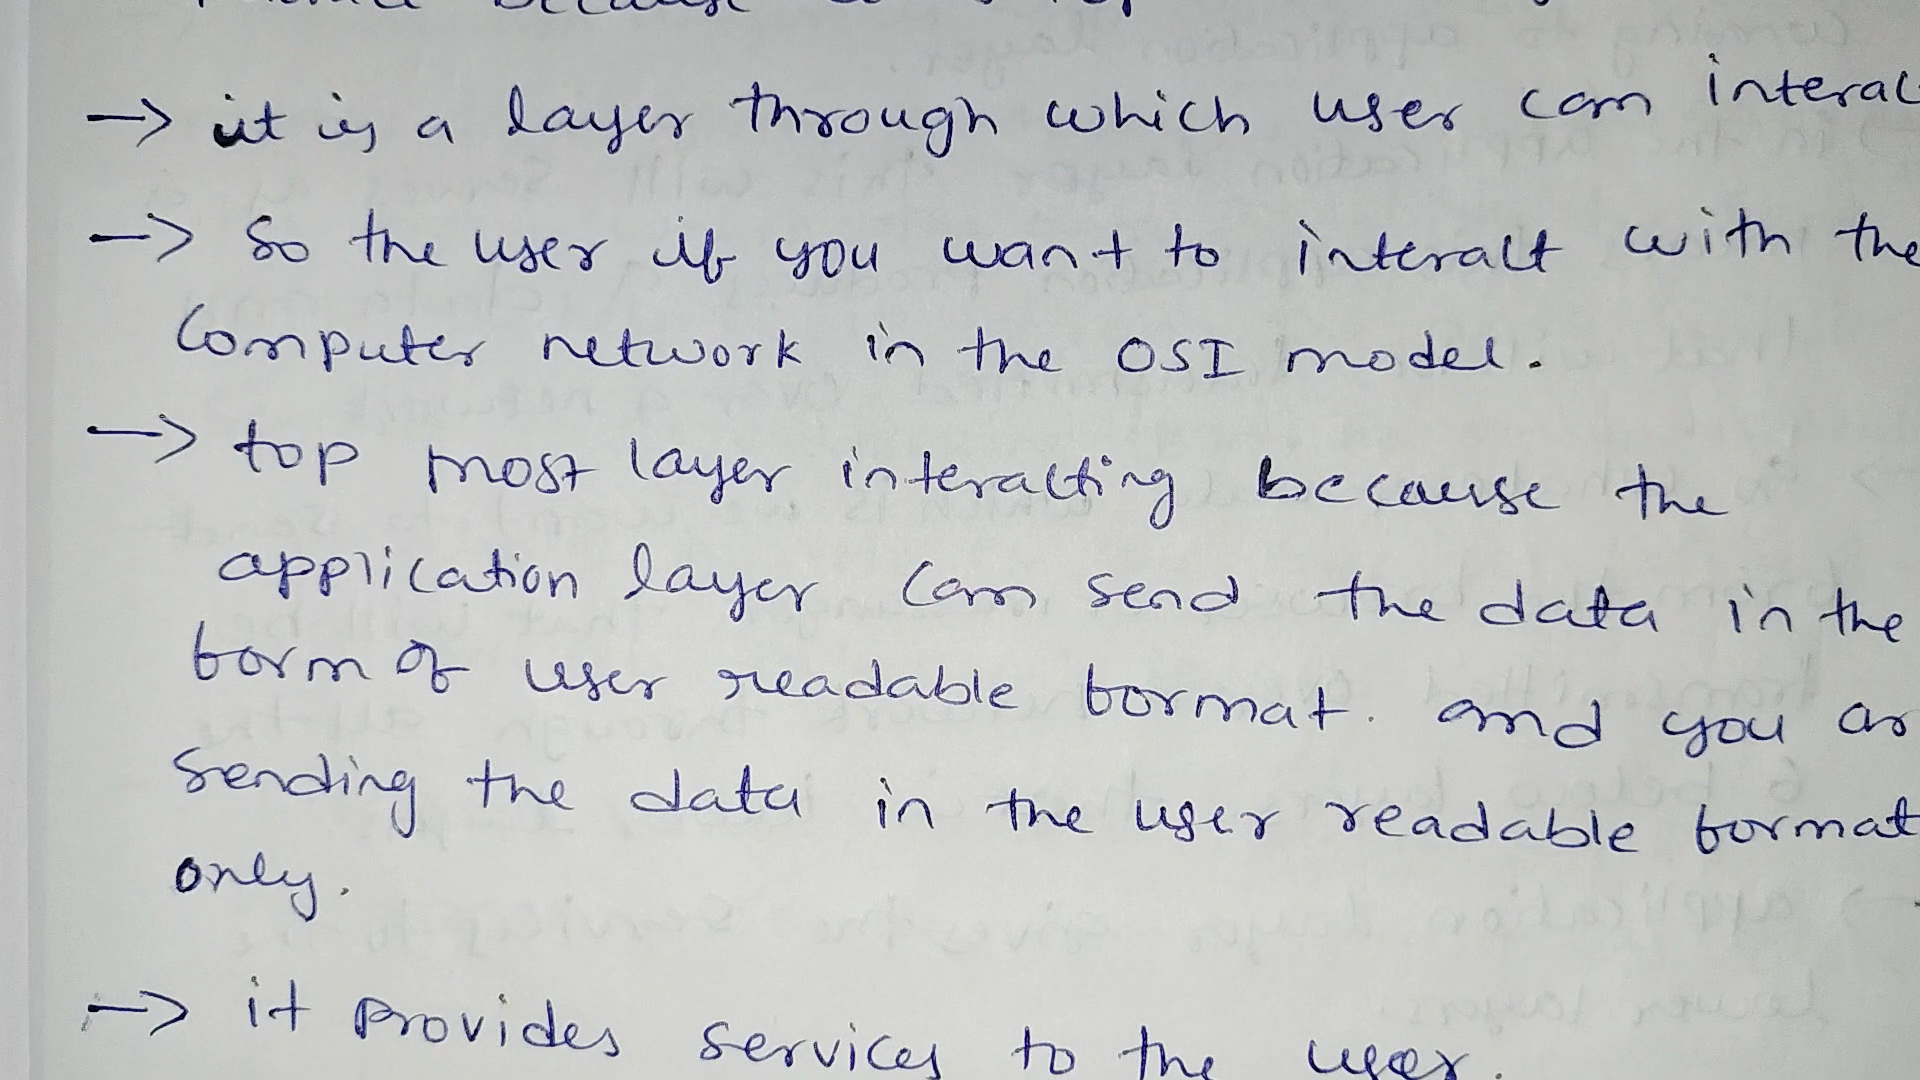 because
→ it is a layer through which user can interac
→ So the user if you want to interact with the
Computer network in the OSI model.
→ top most layer interacting because the
application layer can send the data in the
form of user readable format. and you ar
sending the data in the user readable format
only.
→ it provides services to the user.